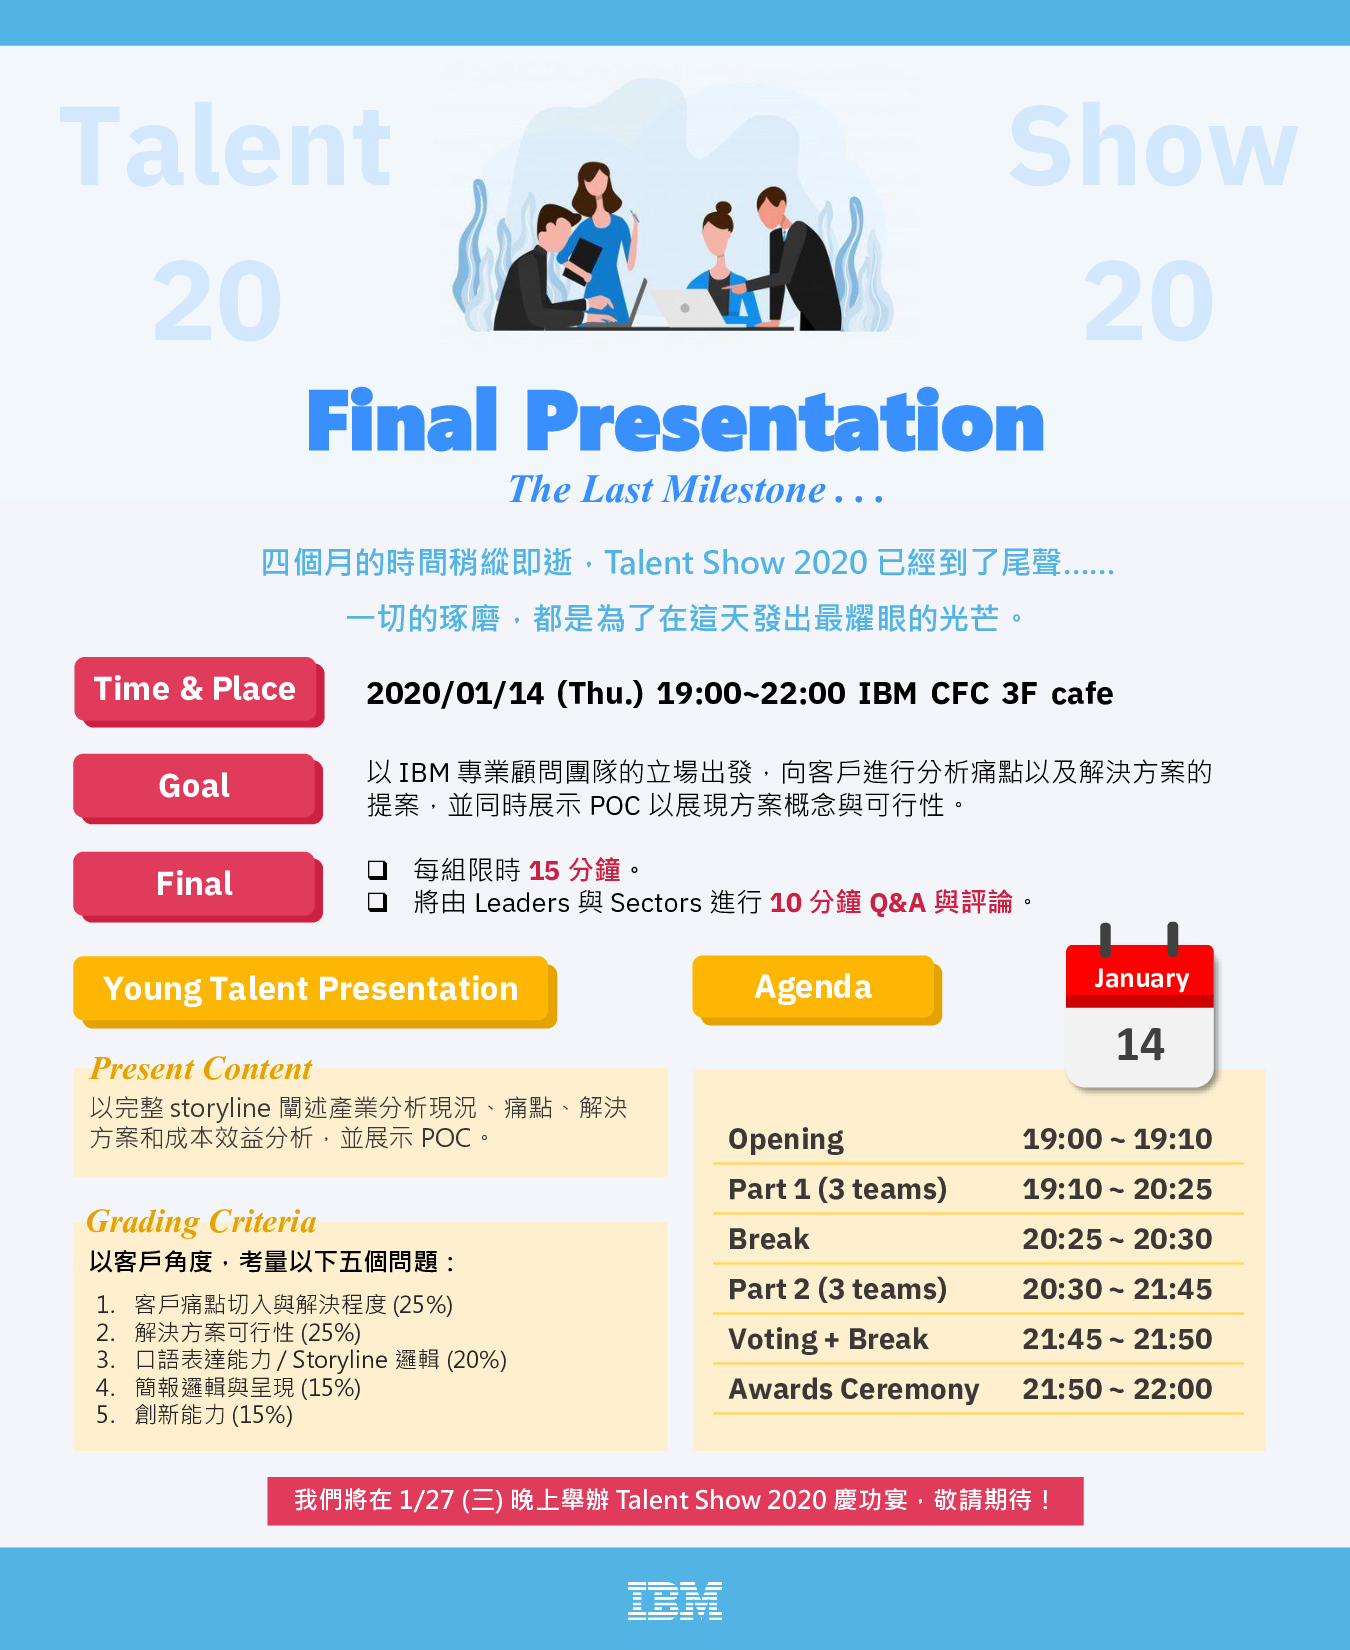 Talent
Show
20
20
Final Presentation
The Last Milestone . . .
四個月的時間稍縱即逝，Talent Show 2020 已經到了尾聲......
一切的琢磨，都是為了在這天發出最耀眼的光芒。
Time & Place
2020/01/14 (Thu.) 19:00~22:00 IBM CFC 3F cafe
Goal
以 IBM 專業顧問團隊的立場出發，向客戶進行分析痛點以及解決方案的
提案，並同時展示 POC 以展現方案概念與可行性。
Final
❑ 每組限時 15 分鐘。
❑ 將由 Leaders 與 Sectors 進行 10 分鐘 Q&A 與評論。
Young Talent Presentation
Present Content
以完整 storyline 闡述產業分析現況、痛點、解決
方案和成本效益分析，並展示 POC。
Grading Criteria
以客戶角度，考量以下五個問題：
1. 客戶痛點切入與解決程度 (25%)
2. 解決方案可行性 (25%)
3. 口語表達能力 / Storyline 邏輯 (20%)
4. 簡報邏輯與呈現 (15%)
5. 創新能力 (15%)
Agenda
January
14
Opening 19:00 ~ 19:10
Part 1 (3 teams) 19:10 ~ 20:25
Break 20:25 ~ 20:30
Part 2 (3 teams) 20:30 ~ 21:45
Voting + Break 21:45 ~ 21:50
Awards Ceremony 21:50 ~ 22:00
我們將在 1/27 (三) 晚上舉辦 Talent Show 2020 慶功宴，敬請期待！
IBM